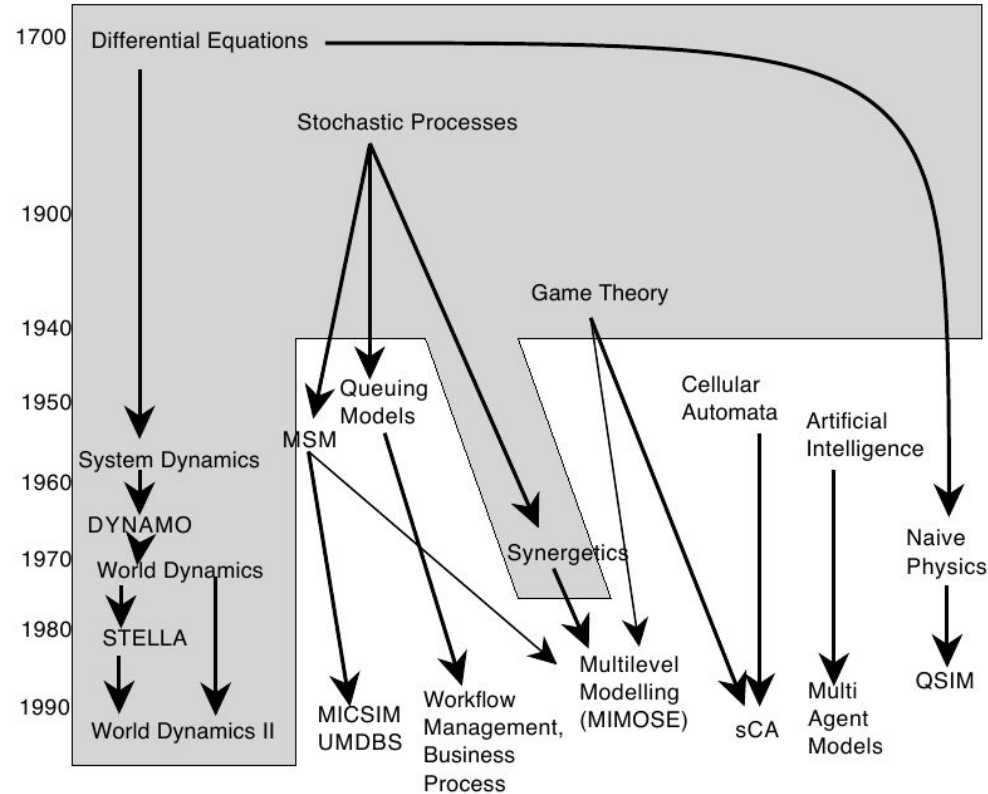 1700
Differential Equations
Stochastic Processes
1900
Game Theory
1940
Cellular
Automata
Queuing
Models
1950
Artificial
Intelligence
MSM
System Dynamics
1960
DYNAMO
Naive
Physics
Synergetics
1970
World Dynamics
1980
STELLA
Multilevel
Modelling
(MIMOSE)
QSIM
Multi
Agent
Models
1990
World Dynamics II
MICSIM
UMDBS
Workflow
Management,
Business
Process
sCA